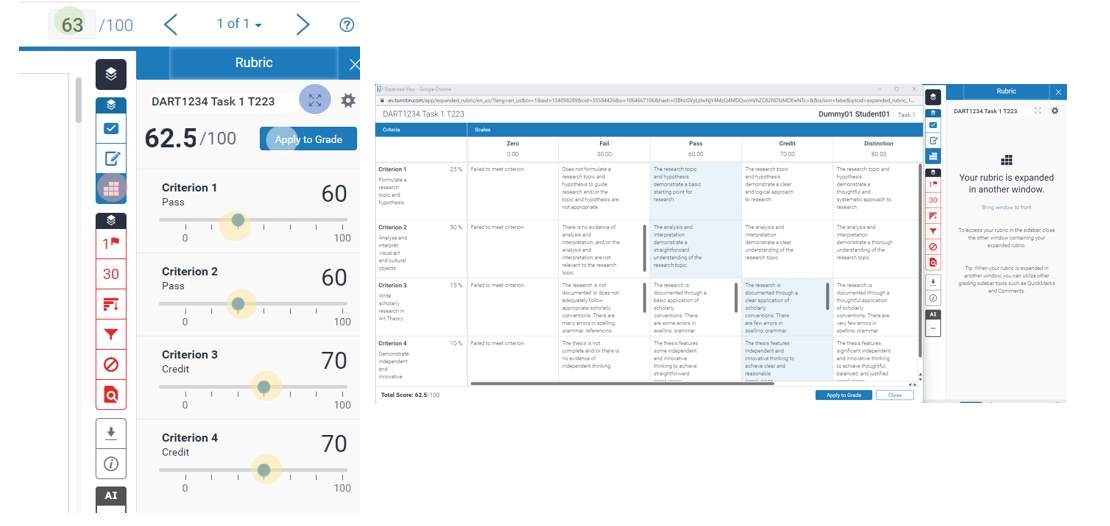 63 /100
1 of 1
Rubric
DART1234 Task 1 T223
62.5 /100
Apply to Grade
Criterion 1
Pass
60
0 100
Criterion 2
Pass
60
0 100
Criterion 3
Credit
70
0 100
Criterion 4
Credit
70
0 100
1
30
AI
Expanded View - Google Chrome
DART1234 Task 1 T223
Dummy01 Student01 Task 1
Criteria Scales
Zero Fail Pass Credit Distinction
0.00 30.00 60.00 70.00 80.00
Criterion 1 25 %
Formulate a
research
topic and
hypothesis
Failed to meet criterion.
Does not formulate a
research topic and
hypothesis to guide
research and/or the
topic and hypothesis are
not appropriate.
The research topic
and hypothesis
demonstrate a basic
starting point for
research.
The research topic
and hypothesis
demonstrate a clear
and logical approach
to research.
The research topic and
hypothesis
demonstrate a
thoughtful and
systematic approach to
research.
Criterion 2 50 %
Analyse and
interpret
visual art
and cultural
objects
Failed to meet criterion.
There is no evidence of
analysis and
interpretation, and/or the
analysis and
interpretation are not
relevant to the research
topic.
The analysis and
interpretation
demonstrate a
straightforward
understanding of the
research topic.
The analysis and
interpretation
demonstrate a clear
understanding of the
research topic.
The analysis and
interpretation
demonstrate a thorough
understanding of the
research topic.
Criterion 3 15 %
Write
scholarly
research in
Art Theory
Failed to meet criterion.
The research is not
documented or does not
adequately follow
appropriate scholarly
conventions. There are
many errors in spelling,
grammar, referencing
The research is
documented through a
basic application of
scholarly
conventions. There
are some errors in
spelling, grammar,
The research is
documented through a
clear application of
scholarly
conventions. There
are few errors in
spelling, grammar,
The research is
documented through a
thoughtful application
of scholarly
conventions. There are
very few errors in
spelling, grammar,
Criterion 4 10 %
Demonstrate
independent
and
innovative
Failed to meet criterion.
The thesis is not
complete and/or there is
no evidence of
independent thinking.
The thesis features
some independent
and innovative
thinking to achieve
straightforward
The thesis features
independent and
innovative thinking to
achieve clear and
reasonable
The thesis features
significant independent
and innovative thinking
to achieve thoughtful,
balanced, and justified
Total Score: 62.5/100
Apply to Grade Close
1
30
AI
Rubric
DART1234 Task 1 T223
Your rubric is expanded
in another window.
Bring window to front.
To access your rubric in the sidebar, close
the other window containing your
expanded rubric.
Tip: When your rubric is expanded in
another window, you can utilize other
grading sidebar tools such as QuickMarks
and Comments.